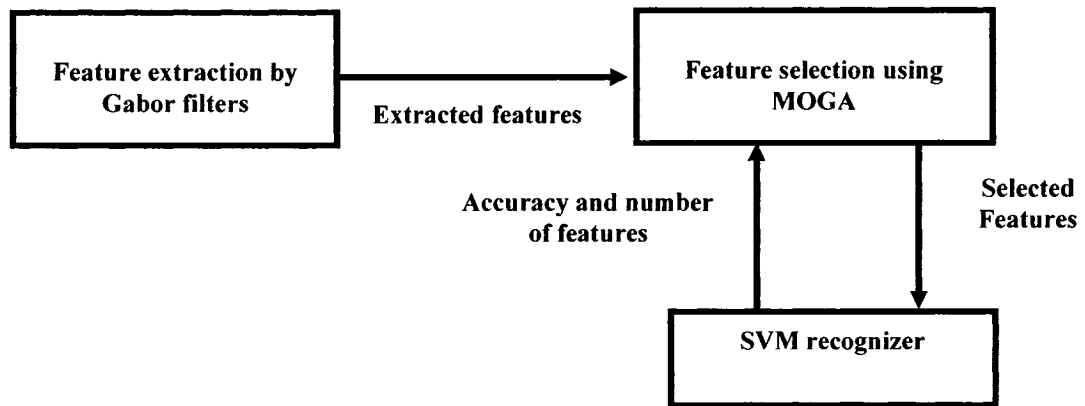 Feature extraction by
Gabor filters
Extracted features
Feature selection using
MOGA
Accuracy and number
of features
Selected
Features
SVM recognizer